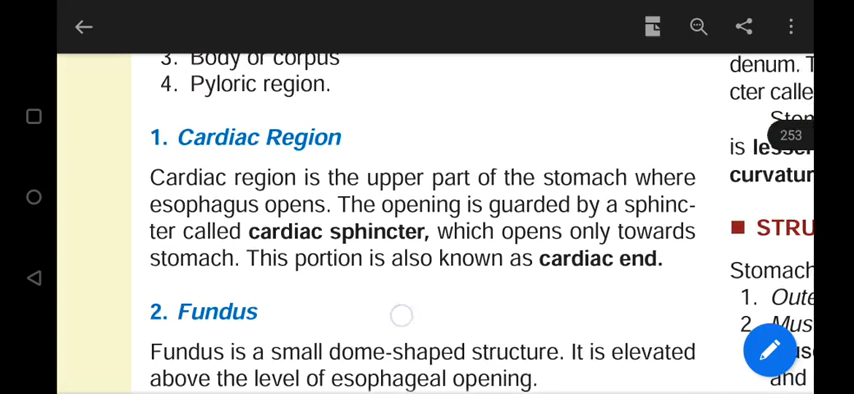 3. Body or corpus
4. Pyloric region.
1. Cardiac Region
Cardiac region is the upper part of the stomach where
esophagus opens. The opening is guarded by a sphinc-
ter called cardiac sphincter, which opens only towards
stomach. This portion is also known as cardiac end.
2. Fundus
Fundus is a small dome-shaped structure. It is elevated
above the level of esophageal opening.
denum. T
cter calle
253
is
curvatur
■ STRU
Stomach
1. Oute
2
and